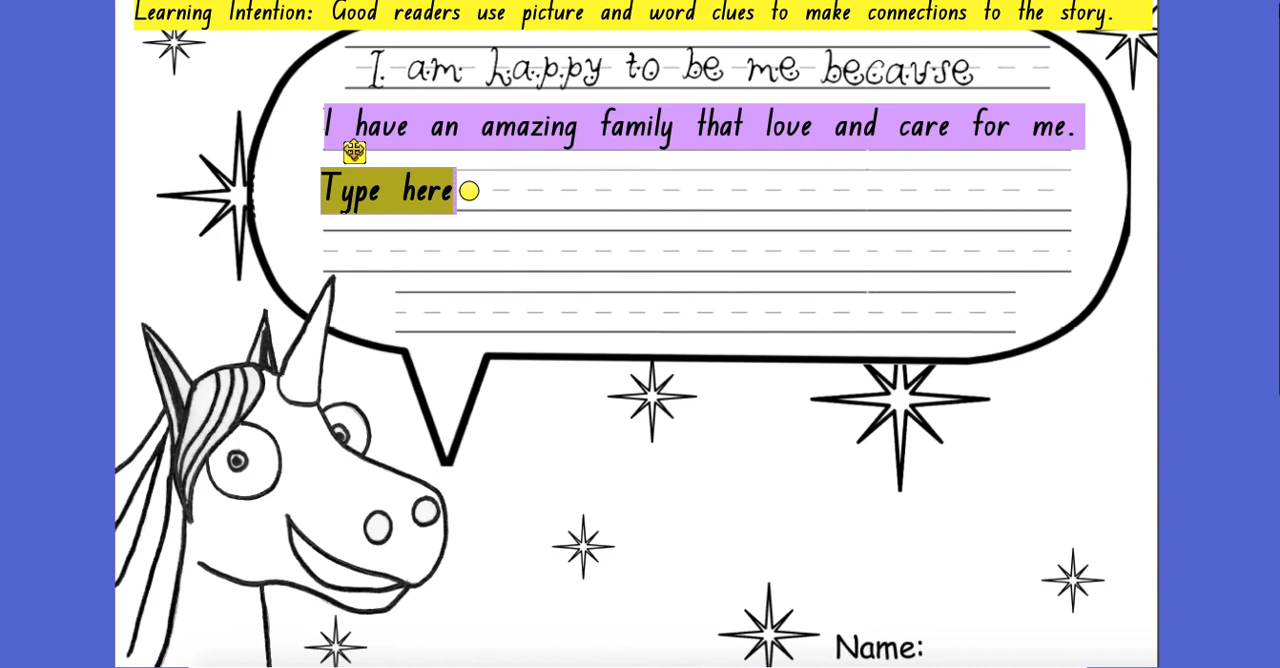 Learning Intention: Good readers use picture and word clues to make connections to the story.
I am happy to be me because
I have an amazing family that love and care for me.
Type here
Name: